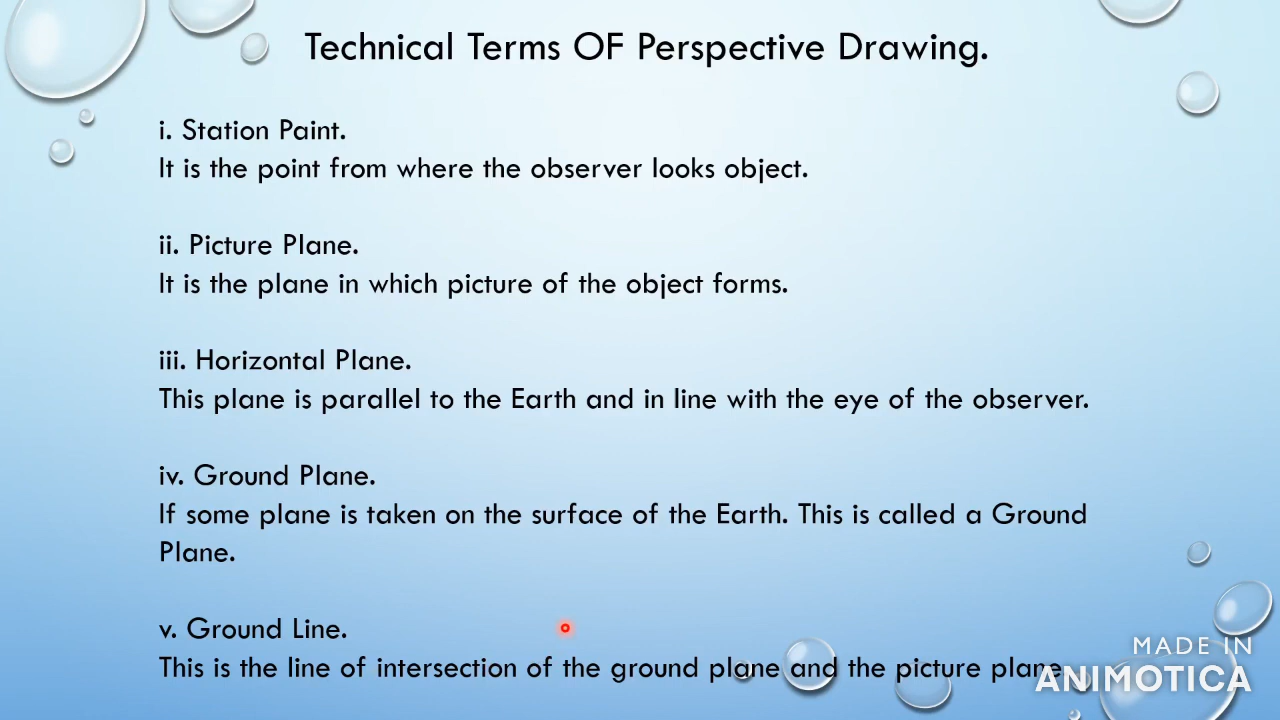 Technical Terms OF Perspective Drawing.
i. Station Paint.
It is the point from where the observer looks object.
ii. Picture Plane.
It is the plane in which picture of the object forms.
iii. Horizontal Plane.
This plane is parallel to the Earth and in line with the eye of the observer.
iv. Ground Plane.
If some plane is taken on the surface of the Earth. This is called a Ground
Plane.
v. Ground Line.
This is the line of intersection of the ground plane and the picture plane
MADE IN
ANIMOTICA